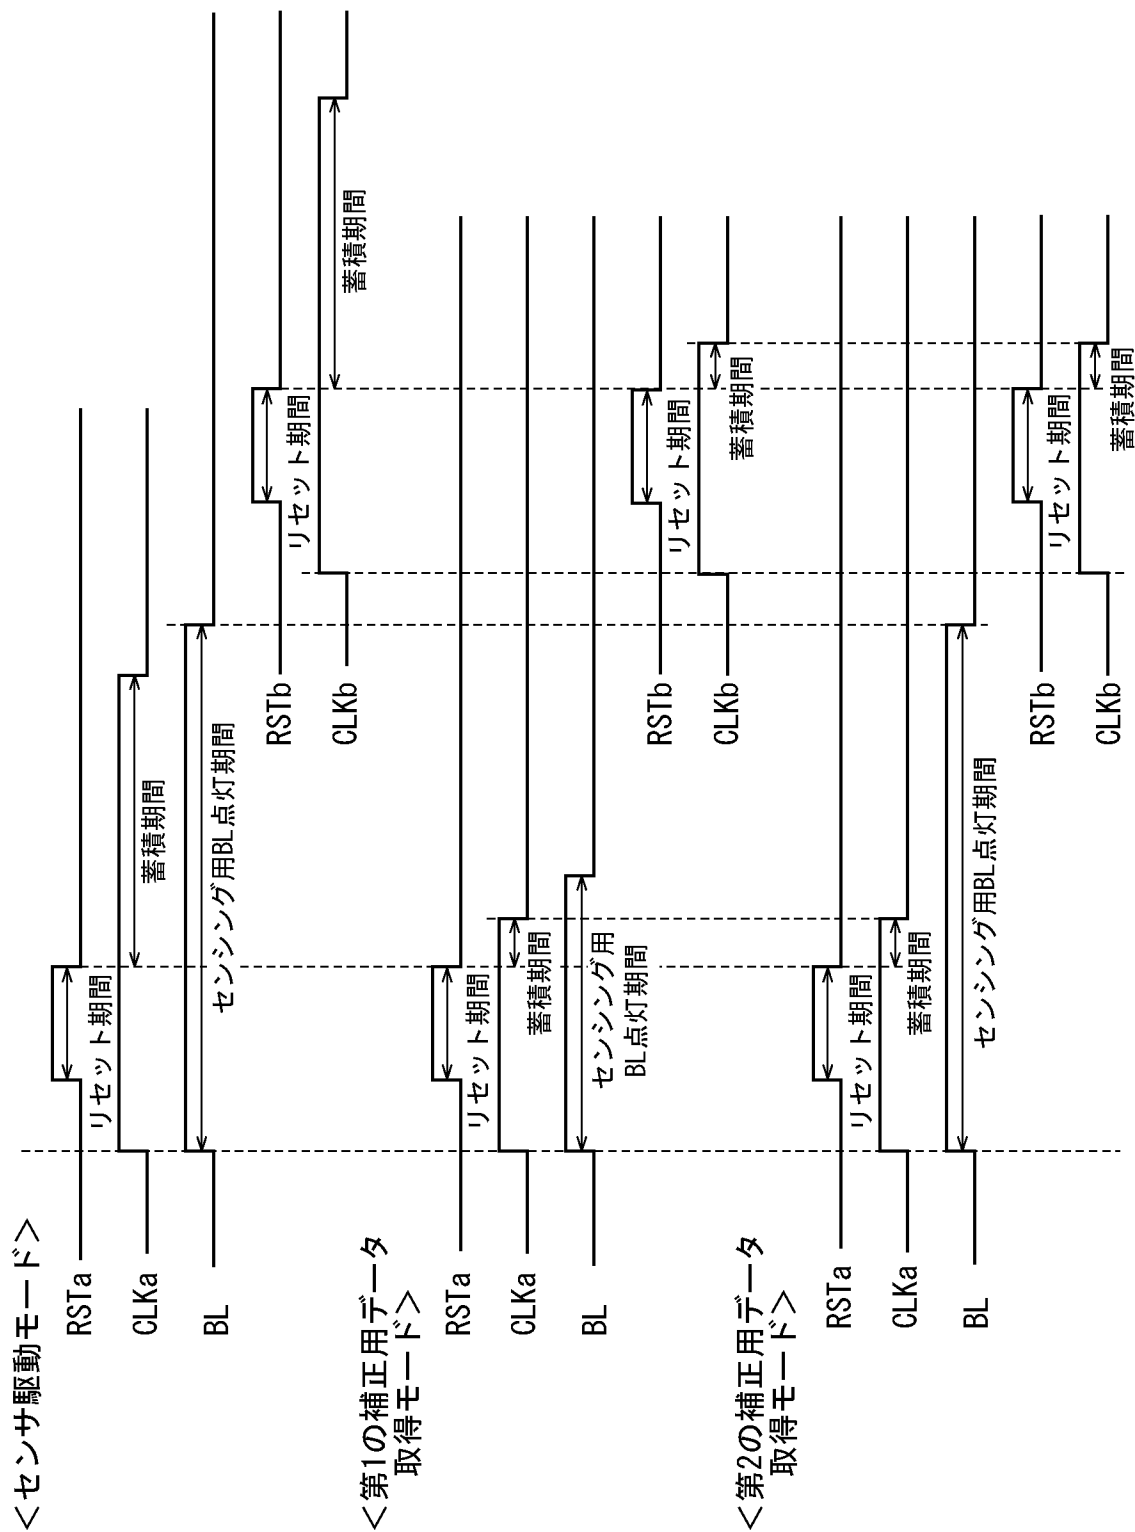 <センサ駆動モード>
RSTa
リセット期間
CLKa
蓄積期間
BL
センシング用BL点灯期間
RSTb
リセット期間
CLKb
蓄積期間
<第1の補正用データ
取得モード>
RSTa
リセット期間
CLKa
蓄積期間
BL
センシング用
BL点灯期間
RSTb
リセット期間
CLKb
蓄積期間
<第2の補正用データ
取得モード>
RSTa
リセット期間
CLKa
蓄積期間
BL
センシング用BL点灯期間
RSTb
リセット期間
CLKb
蓄積期間